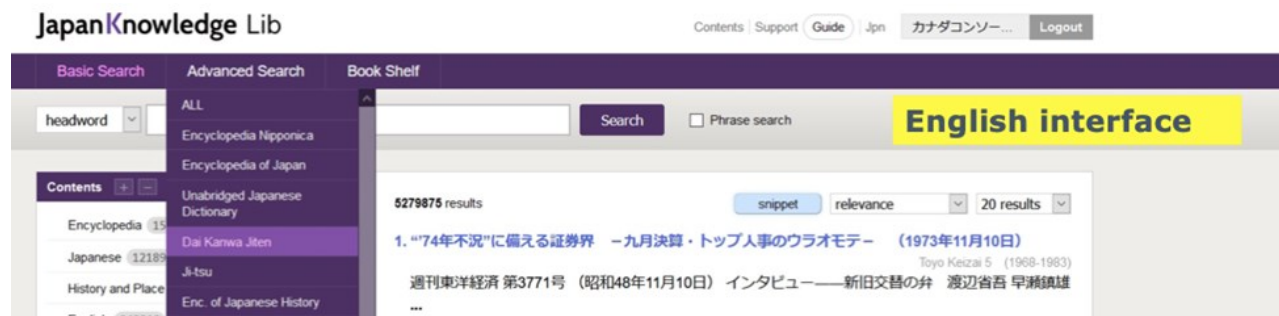 JapanKnowledge Lib
Contents Support Guide Jpn カナダコンソー... Logout
Basic Search Advanced Search Book Shelf
headword Search Phrase search English interface
ALL
Encyclopedia Nipponica
Encyclopedia of Japan
Unabridged Japanese
Dictionary
Dai Kanwa Jiten
Ji-tsu
Enc. of Japanese History
Contents + -
Encyclopedia 15
Japanese 12189
History and Place
5279875 results snippet relevance 20 results
1. “'74年不況”に備える証券界 －九月決算・トップ人事のウラオモテ－ （1973年11月10日）
Toyo Keizai 5 (1968-1983)
週刊東洋経済 第3771号 （昭和48年11月10日） インタビュー――新旧交替の弁 渡辺省吾 早瀬鎮雄
...